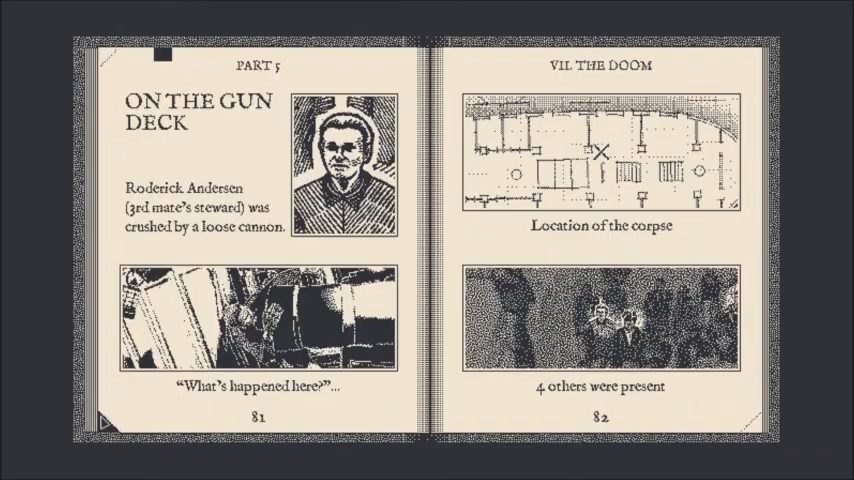 PART 5
ON THE GUN
DECK
Roderick Andersen
(3rd mate's steward) was
crushed by a loose cannon.
"What's happened here?"...
81
VII. THE DOOM
Location of the corpse
4 others were present
82